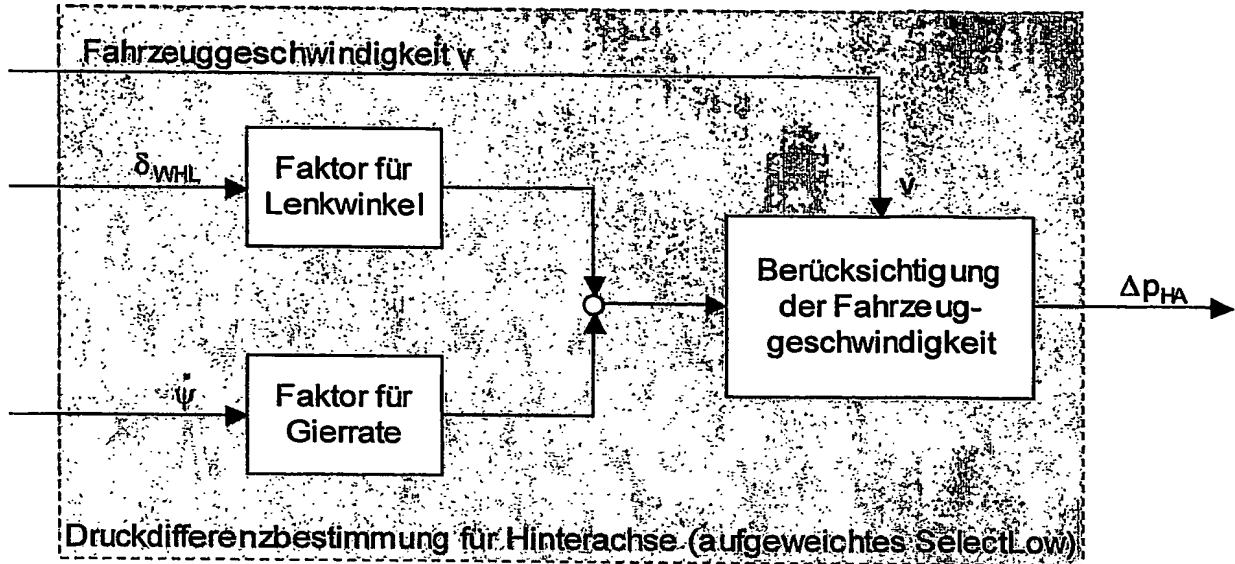 Fahrzeuggeschwindigkeit v
δWHL
Faktor für
Lenkwinkel
v
Berücksichtigung
der Fahrzeug-
geschwindigkeit
ΔpHA
ψ̇
Faktor für
Gierrate
Druckdifferenzbestimmung für Hinterachse (aufgeweichtes SelectLow)